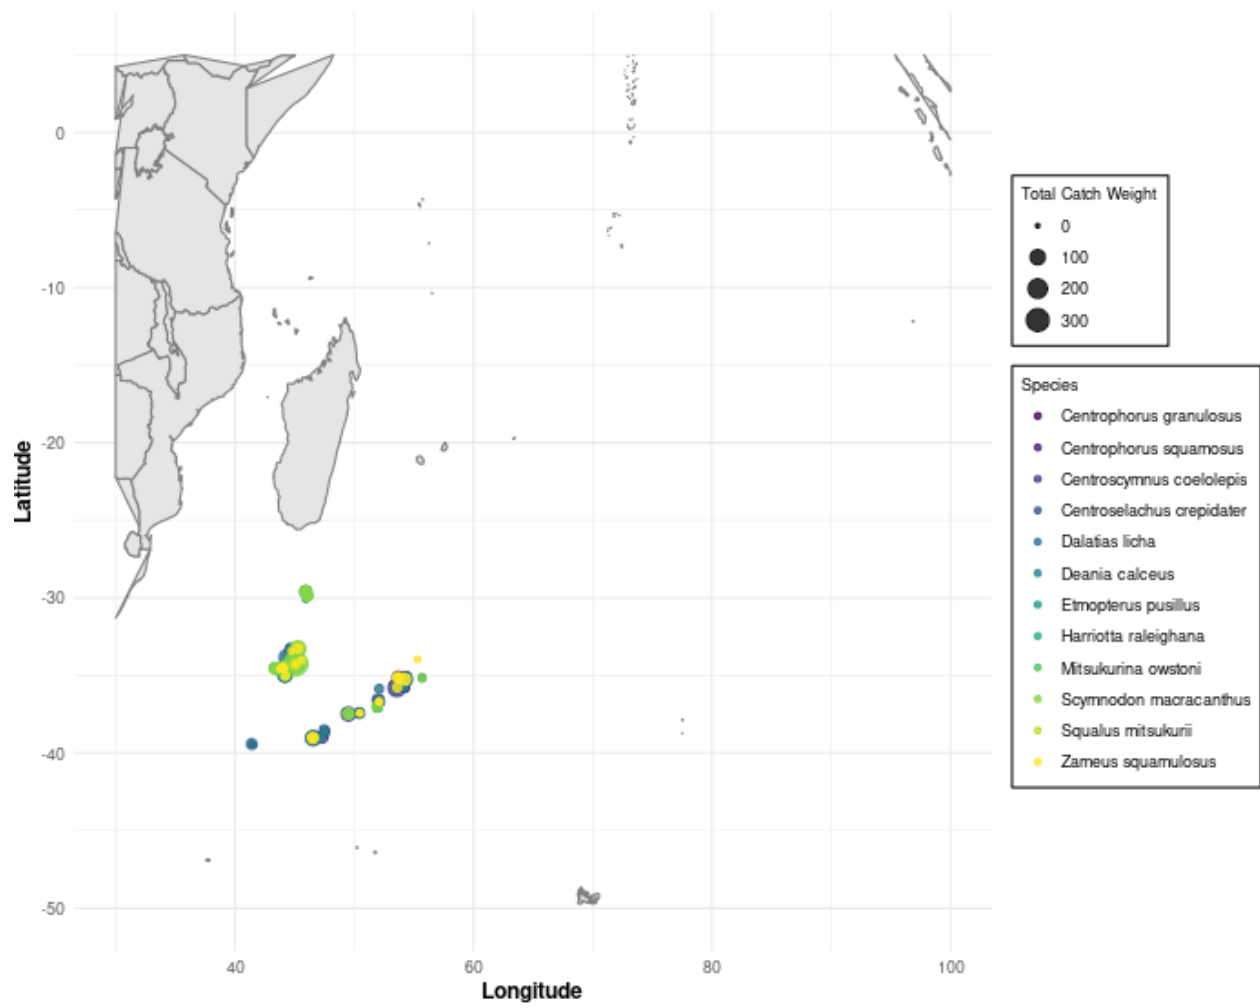 Latitude
0
-10
-20
-30
-40
-50
40
60
80
100
Longitude
Total Catch Weight
0
100
200
300
Species
Centrophorus granulosus
Centrophorus squamosus
Centroscymnus coelolepis
Centroselachus crepidater
Dalatias licha
Deania calceus
Etmopterus pusillus
Harriotta raleighana
Mitsukurina owstoni
Scymnodon macracanthus
Squalus mitsukurii
Zameus squamulosus